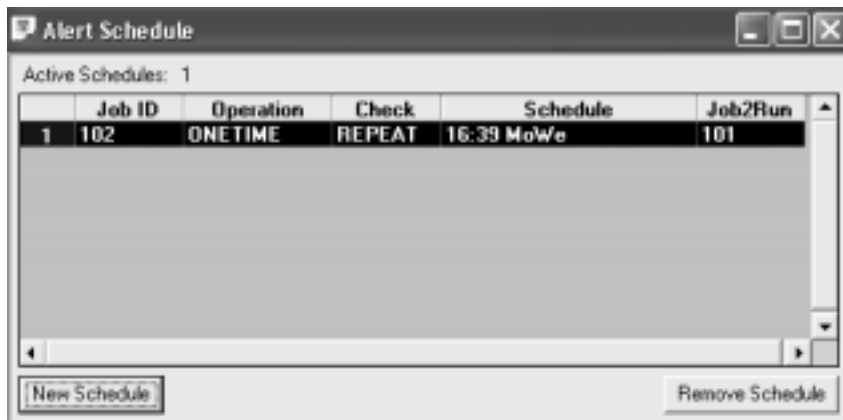 Alert Schedule
Active Schedules: 1
Job ID Operation Check Schedule Job2Run
1 102 ONETIME REPEAT 16:39 MoWe 101
New Schedule Remove Schedule